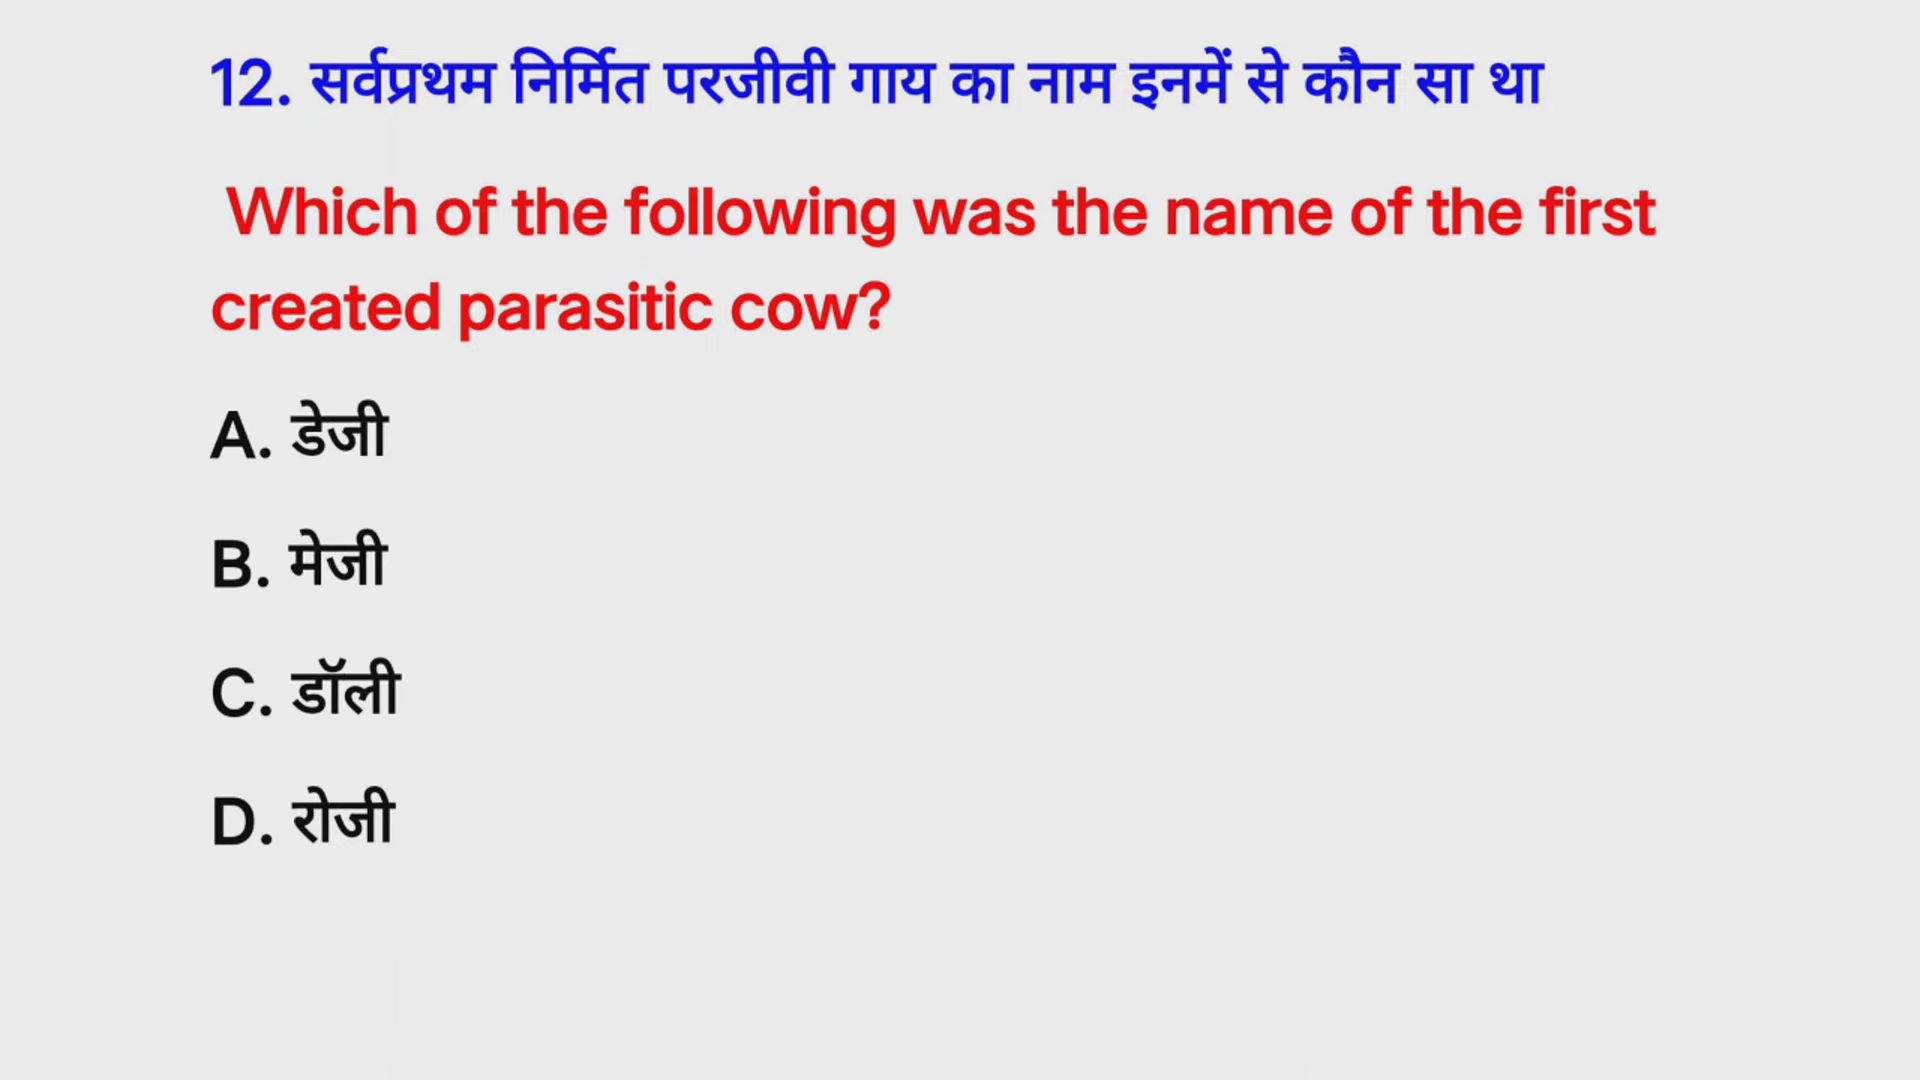 12. सर्वप्रथम निर्मित परजीवी गाय का नाम इनमें से कौन सा था
Which of the following was the name of the first
created parasitic cow?
A. डेजी
B. मेजी
C. डॉली
D. रोजी